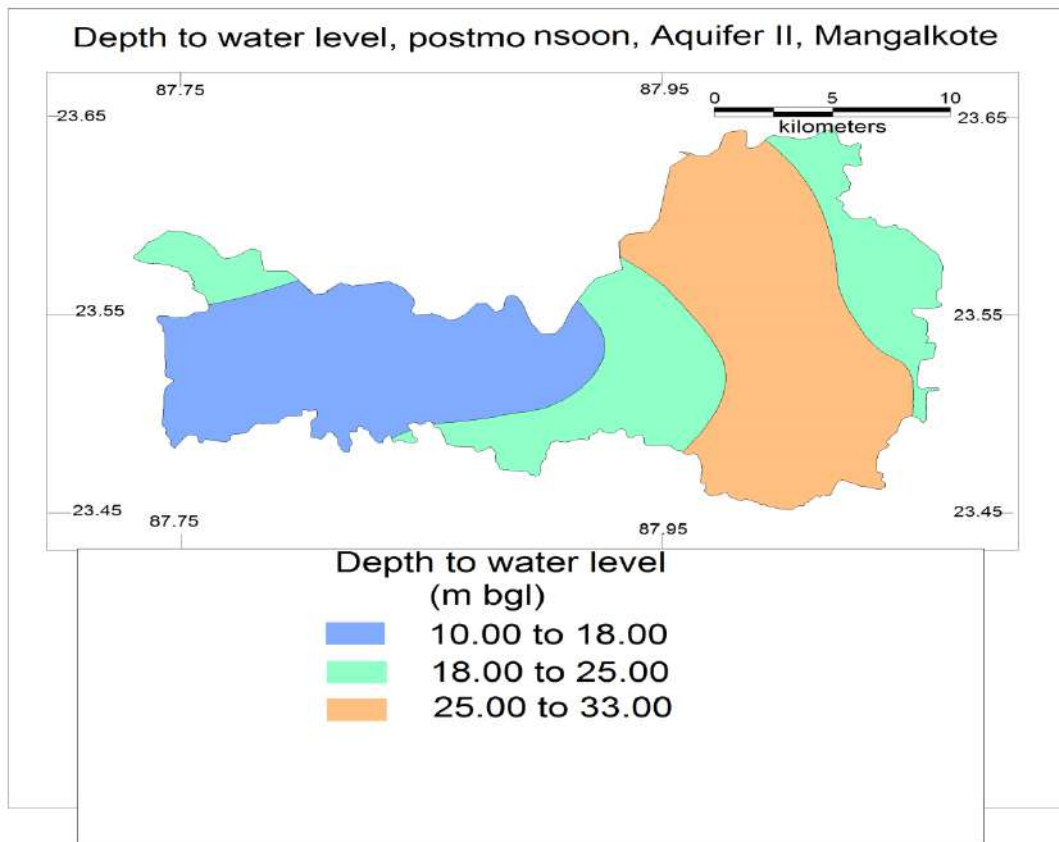 Depth to water level, postmo nsoon, Aquifer II, Mangalkote
87.75 87.95
0 5 10
23.65 23.65
kilometers
23.55 23.55
23.45 23.45
87.75 87.95
Depth to water level
(m bgl)
10.00 to 18.00
18.00 to 25.00
25.00 to 33.00